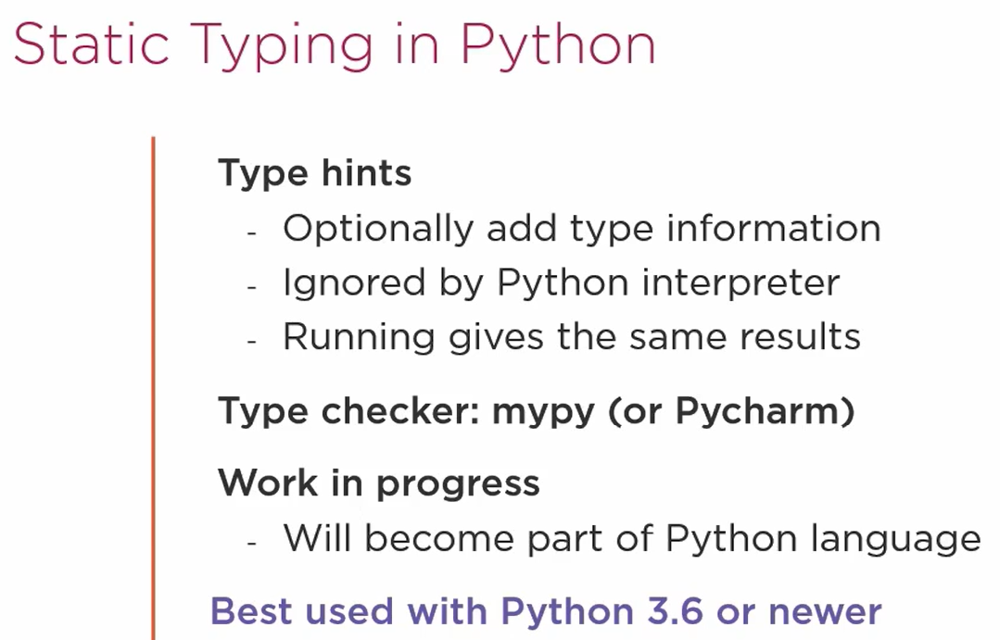 Static Typing in Python
Type hints
- Optionally add type information
- Ignored by Python interpreter
- Running gives the same results
Type checker: mypy (or Pycharm)
Work in progress
- Will become part of Python language
Best used with Python 3.6 or newer